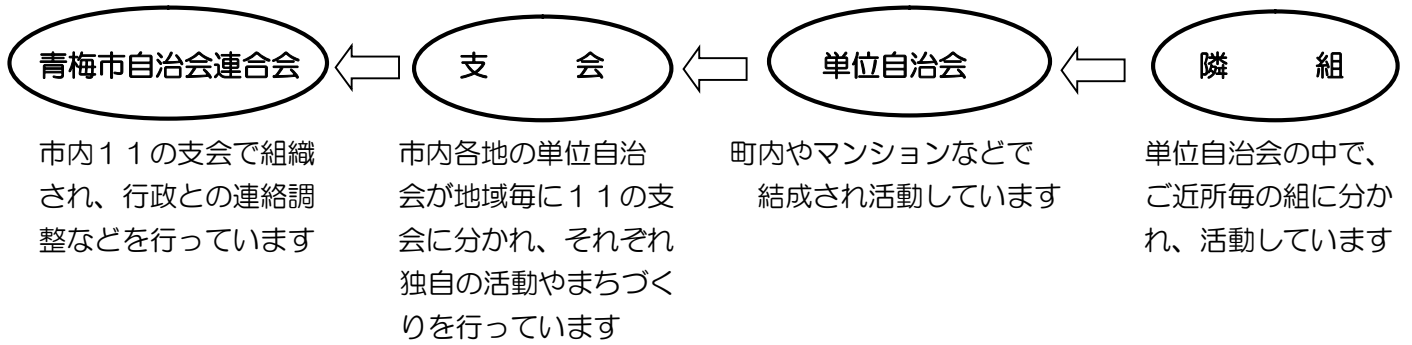 青梅市自治会連合会
支　会
単位自治会
隣　組
市内１１の支会で組織
され、行政との連絡調
整などを行っています
市内各地の単位自治
会が地域毎に１１の支
会に分かれ、それぞれ
独自の活動やまちづく
りを行っています
町内やマンションなどで
結成され活動しています
単位自治会の中で、
ご近所毎の組に分か
れ、活動しています